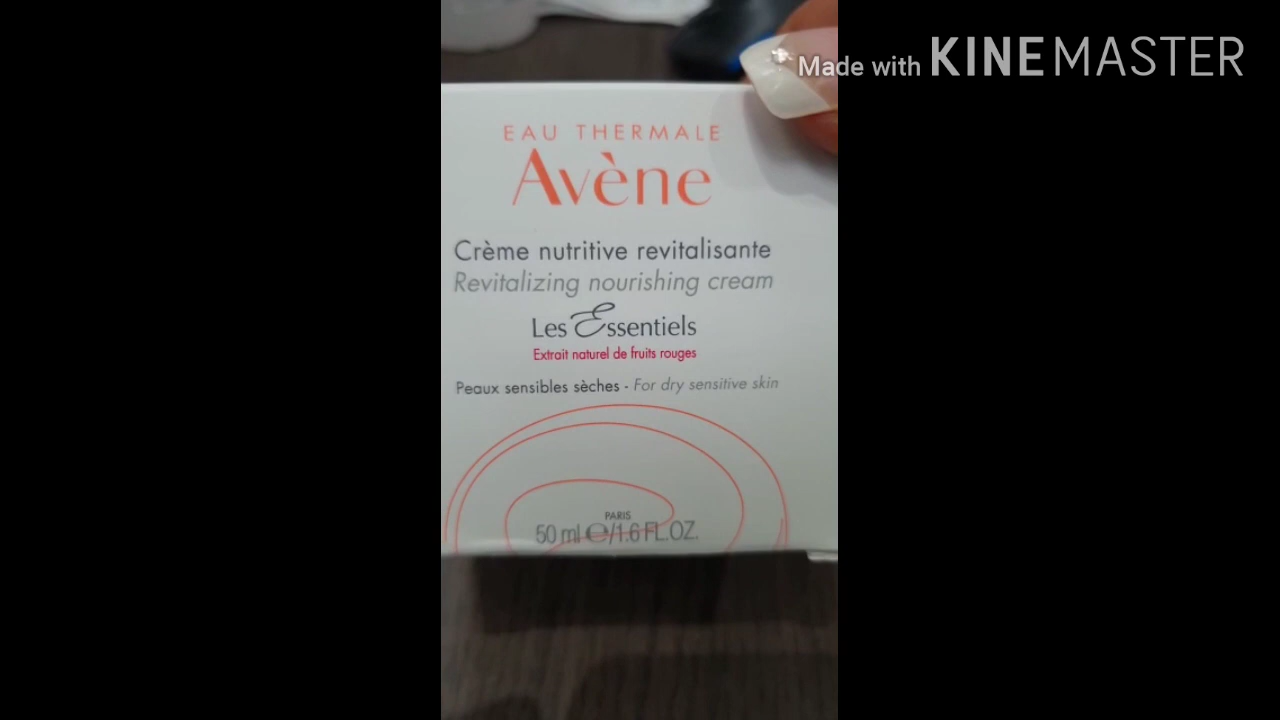 Made with KINEMASTER
EAU THERMALE
Avène
Crème nutritive revitalisante
Revitalizing nourishing cream
Les Essentiels
Extrait naturel de fruits rouges
Peaux sensibles sèches - For dry sensitive skin
PARIS
50 ml ℮/1.6 FL.OZ.